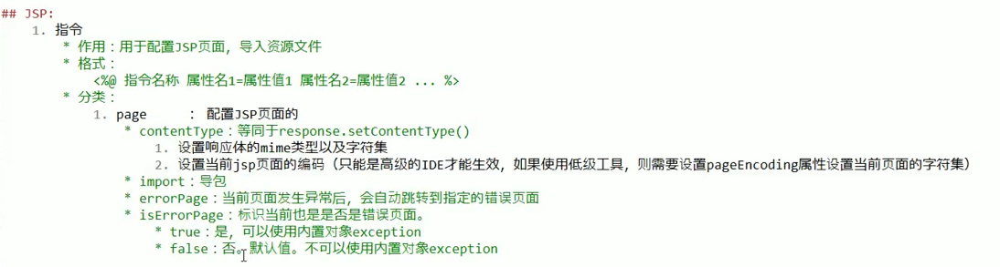 ## JSP:
1. 指令
* 作用：用于配置JSP页面，导入资源文件
* 格式：
<%@ 指令名称 属性名1=属性值1 属性名2=属性值2 ... %>
* 分类：
1. page : 配置JSP页面的
* contentType：等同于response.setContentType()
1. 设置响应体的mime类型以及字符集
2. 设置当前jsp页面的编码（只能是高级的IDE才能生效，如果使用低级工具，则需要设置pageEncoding属性设置当前页面的字符集）
* import：导包
* errorPage：当前页面发生异常后，会自动跳转到指定的错误页面
* isErrorPage：标识当前也是是否是错误页面。
* true：是，可以使用内置对象exception
* false：否。默认值。不可以使用内置对象exception